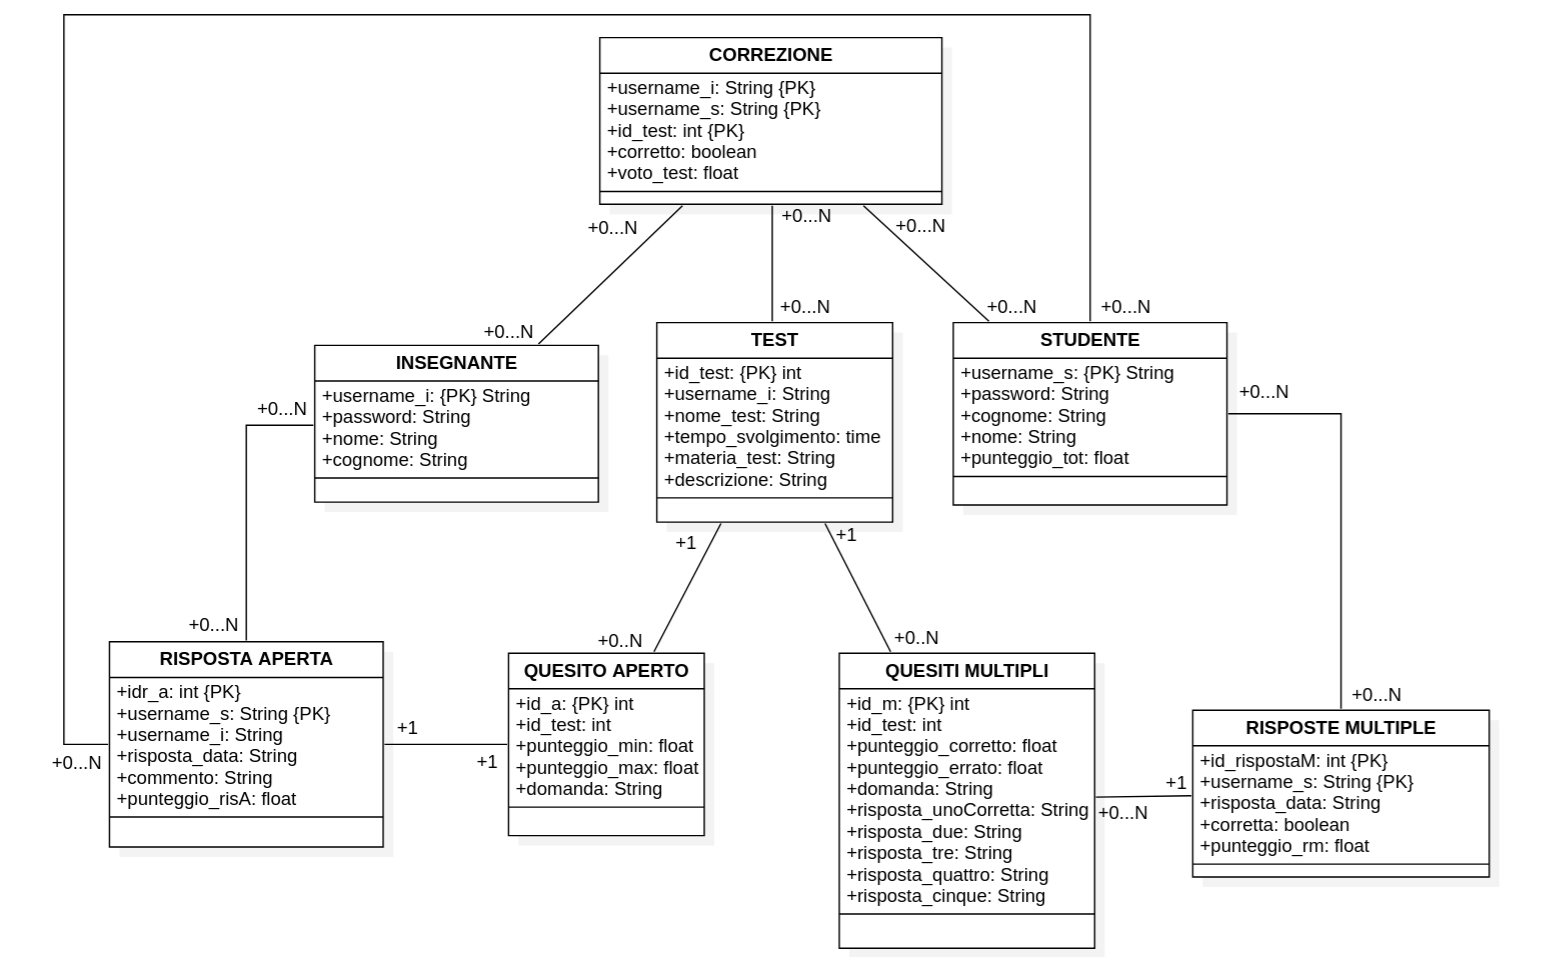 CORREZIONE
+username_i: String {PK}
+username_s: String {PK}
+id_test: int {PK}
+corretto: boolean
+voto_test: float
+0...N
+0...N
+0...N
+0...N
+0...N
+0...N
+0...N
INSEGNANTE
+username_i: {PK} String
+password: String
+nome: String
+cognome: String
TEST
+id_test: {PK} int
+username_i: String
+nome_test: String
+tempo_svolgimento: time
+materia_test: String
+descrizione: String
STUDENTE
+username_s: {PK} String
+password: String
+cognome: String
+nome: String
+punteggio_tot: float
+0...N
+0...N
+1
+1
+0...N
+0..N
+0..N
+0...N
RISPOSTA APERTA
+idr_a: int {PK}
+username_s: String {PK}
+username_i: String
+risposta_data: String
+commento: String
+punteggio_risA: float
+0...N
+1
+1
QUESITO APERTO
+id_a: {PK} int
+id_test: int
+punteggio_min: float
+punteggio_max: float
+domanda: String
QUESITI MULTIPLI
+id_m: {PK} int
+id_test: int
+punteggio_corretto: float
+punteggio_errato: float
+domanda: String
+risposta_unoCorretta: String
+risposta_due: String
+risposta_tre: String
+risposta_quattro: String
+risposta_cinque: String
+1
+0...N
RISPOSTE MULTIPLE
+id_rispostaM: int {PK}
+username_s: String {PK}
+risposta_data: String
+corretta: boolean
+punteggio_rm: float